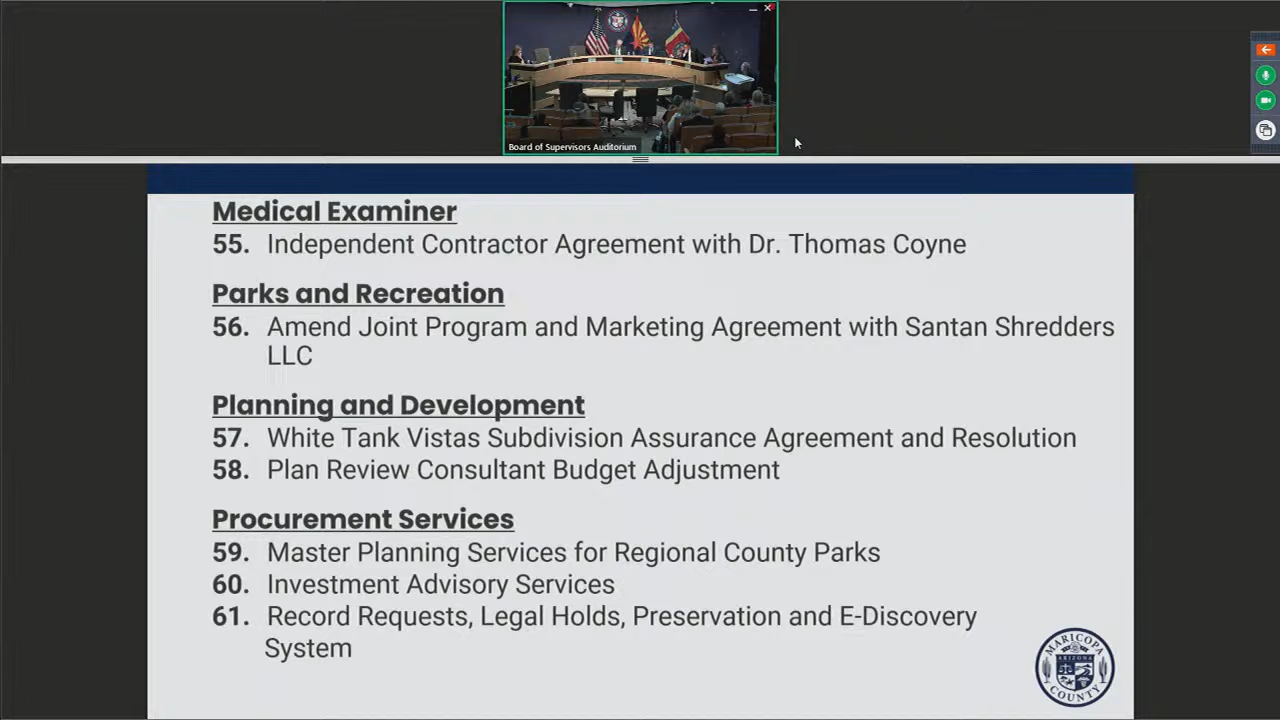 Board of Supervisors Auditorium
Medical Examiner
55. Independent Contractor Agreement with Dr. Thomas Coyne
Parks and Recreation
56. Amend Joint Program and Marketing Agreement with Santan Shredders
LLC
Planning and Development
57. White Tank Vistas Subdivision Assurance Agreement and Resolution
58. Plan Review Consultant Budget Adjustment
Procurement Services
59. Master Planning Services for Regional County Parks
60. Investment Advisory Services
61. Record Requests, Legal Holds, Preservation and E-Discovery
System
MARICOPA
ARIZONA
COUNTY